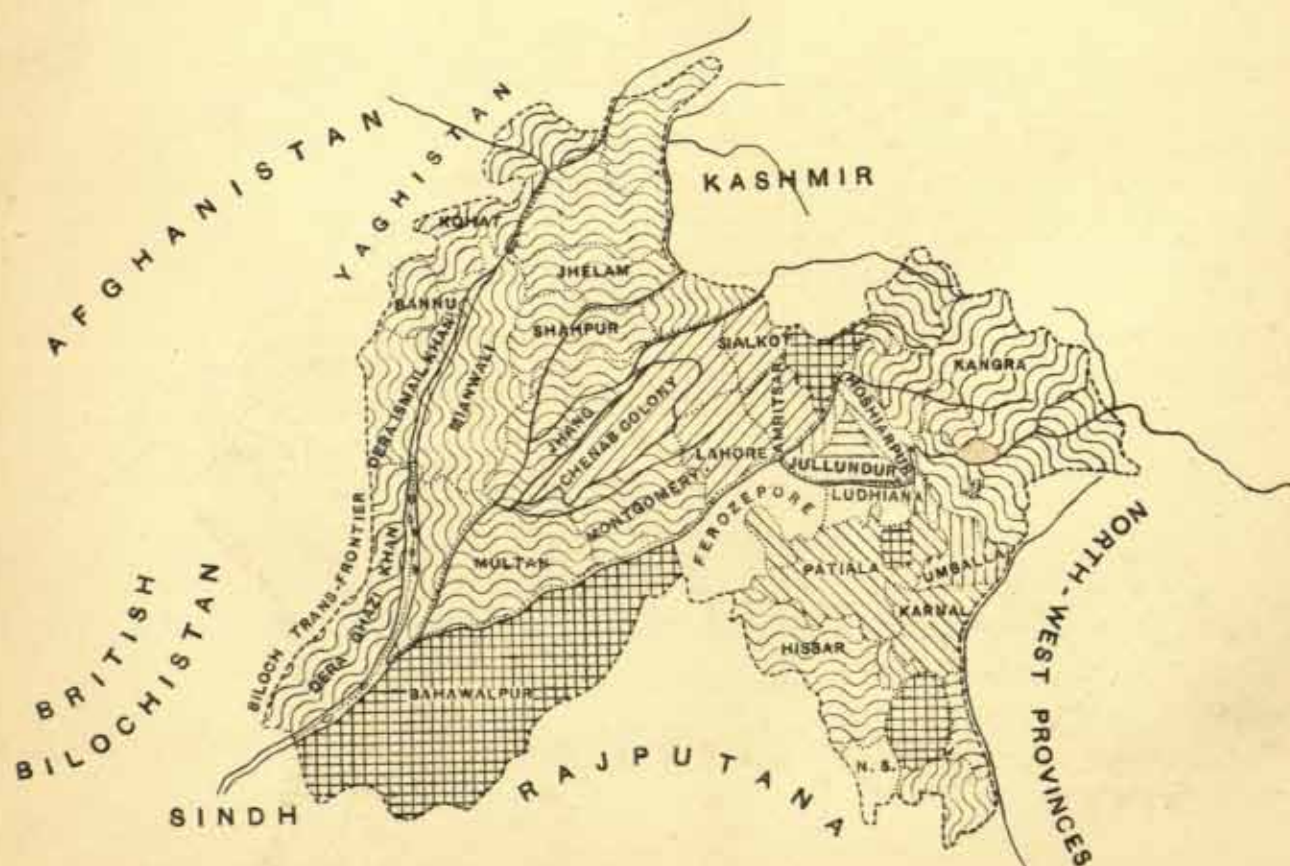 AFGHANISTAN
YAGHISTAN
KASHMIR
KOHAT
JHELAM
BANNU
SHAHPUR
DERA ISMAIL KHAN
MIANWALI
SIALKOT
KANGRA
AMRITSAR
HOSHIARPUR
JHANG
CHENAB COLONY
LAHORE
JULLUNDUR
LUDHIANA
MONTGOMERY
FEROZEPORE
MULTAN
PATIALA
UMBALLA
KARNAL
BILOCH TRANS-FRONTIER
DERA GHAZI KHAN
HISSAR
BAHAWALPUR
BRITISH
BILOCHISTAN
N. S.
RAJPUTANA
SINDH
NORTH-WEST PROVINCES